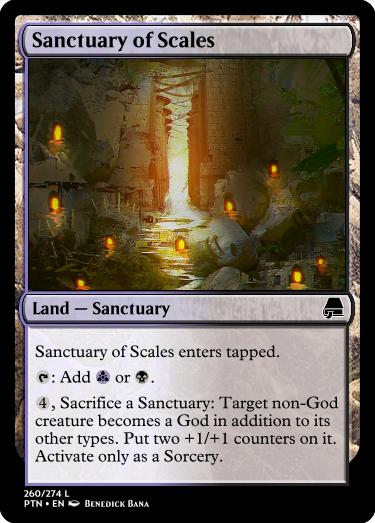 Sanctuary of Scales
Land — Sanctuary
Sanctuary of Scales enters tapped.
: Add or .
4, Sacrifice a Sanctuary: Target non-God
creature becomes a God in addition to its
other types. Put two +1/+1 counters on it.
Activate only as a Sorcery.
260/274 L
PTN • EN Benedick Bana